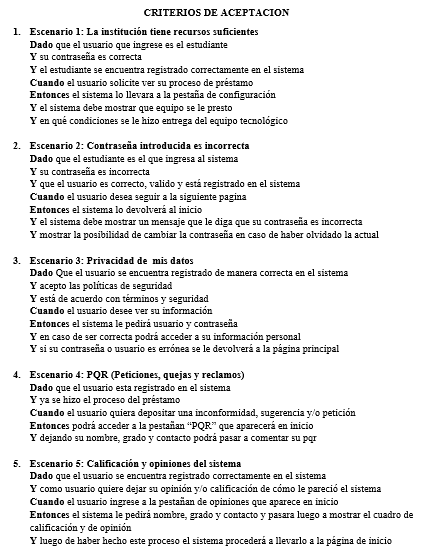 CRITERIOS DE ACEPTACION
1. Escenario 1: La institución tiene recursos suficientes
Dado que el usuario que ingrese es el estudiante
Y su contraseña es correcta
Y el estudiante se encuentra registrado correctamente en el sistema
Cuando el usuario solicite ver su proceso de préstamo
Entonces el sistema lo llevara a la pestaña de configuración
Y el sistema debe mostrar que equipo se le presto
Y en qué condiciones se le hizo entrega del equipo tecnológico
2. Escenario 2: Contraseña introducida es incorrecta
Dado que el estudiante es el que ingresa al sistema
Y su contraseña es incorrecta
Y que el usuario es correcto, valido y está registrado en el sistema
Cuando el usuario desea seguir a la siguiente pagina
Entonces el sistema lo devolverá al inicio
Y el sistema debe mostrar un mensaje que le diga que su contraseña es incorrecta
Y mostrar la posibilidad de cambiar la contraseña en caso de haber olvidado la actual
3. Escenario 3: Privacidad de mis datos
Dado Que el usuario se encuentra registrado de manera correcta en el sistema
Y acepto las políticas de seguridad
Y está de acuerdo con términos y seguridad
Cuando el usuario desee ver su información
Entonces el sistema le pedirá usuario y contraseña
Y en caso de ser correcta podrá acceder a su información personal
Y si su contraseña o usuario es errónea se le devolverá a la página principal
4. Escenario 4: PQR (Peticiones, quejas y reclamos)
Dado que el usuario esta registrado en el sistema
Y ya se hizo el proceso del préstamo
Cuando el usuario quiera depositar una inconformidad, sugerencia y/o petición
Entonces podrá acceder a la pestañan "PQR" que aparecerá en inicio
Y dejando su nombre, grado y contacto podrá pasar a comentar su pqr
5. Escenario 5: Calificación y opiniones del sistema
Dado que el usuario se encuentra registrado correctamente en el sistema
Y como usuario quiere dejar su opinión y/o calificación de cómo le pareció el sistema
Cuando el usuario ingrese a la pestañan de opiniones que aparece en inicio
Entonces el sistema le pedirá nombre, grado y contacto y pasara luego a mostrar el cuadro de
calificación y de opinión
Y luego de haber hecho este proceso el sistema procederá a llevarlo a la página de inicio